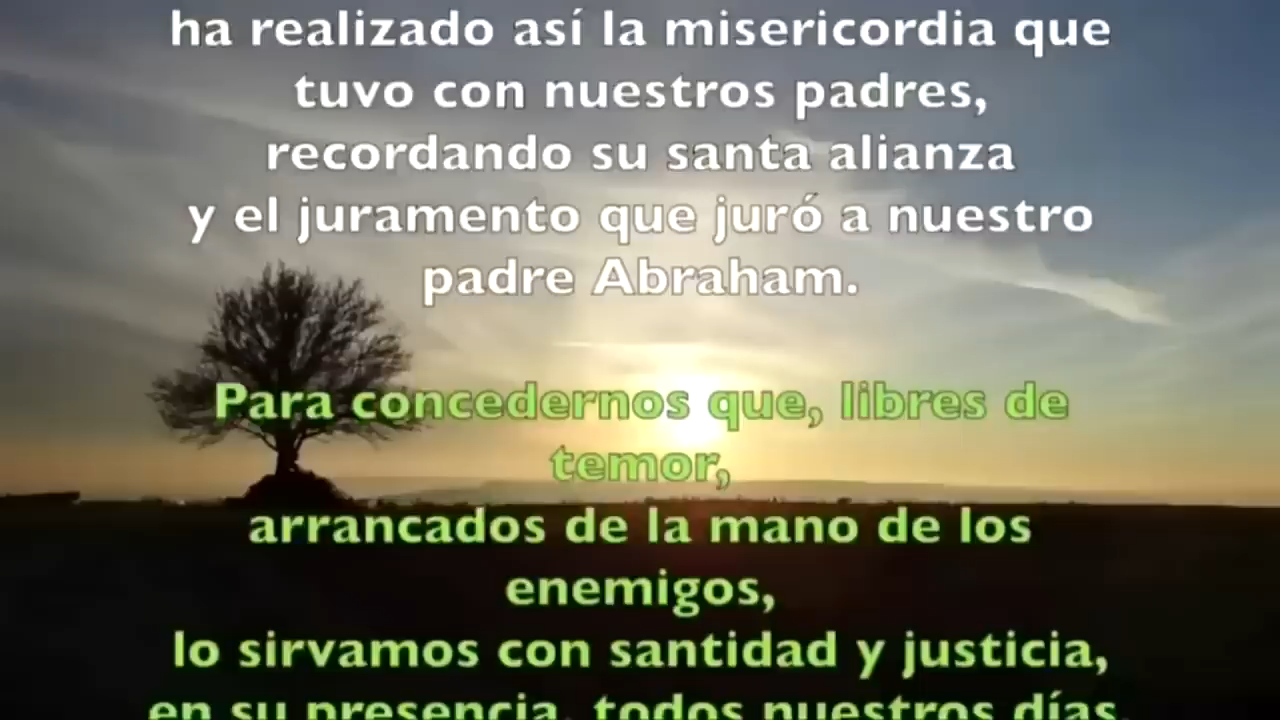 ha realizado así la misericordia que
tuvo con nuestros padres,
recordando su santa alianza
y el juramento que juró a nuestro
padre Abraham.
Para concedernos que, libres de
temor,
arrancados de la mano de los
enemigos,
lo sirvamos con santidad y justicia,
en su presencia, todos nuestros días.